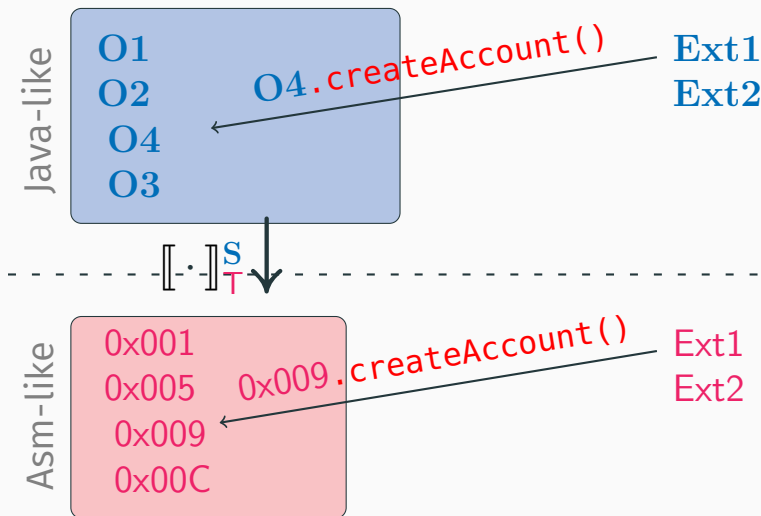 Java-like
O1
O2
O4
O3
O4.createAccount()
Ext1
Ext2
⟦·⟧S T
Asm-like
0x001
0x005
0x009
0x00C
0x009.createAccount()
Ext1
Ext2